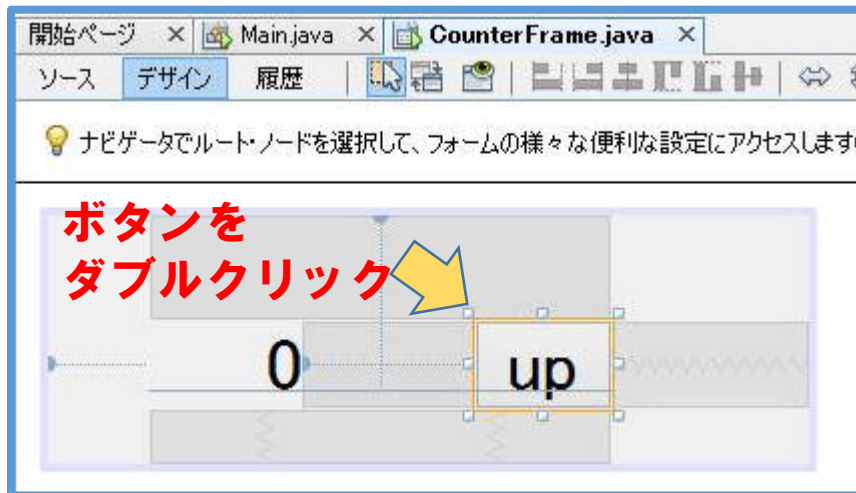 開始ページ Main.java CounterFrame.java
ソース デザイン 履歴
ナビゲータでルート・ノードを選択して、フォームの様々な便利な設定にアクセスします
ボタンを
ダブルクリック
0 up